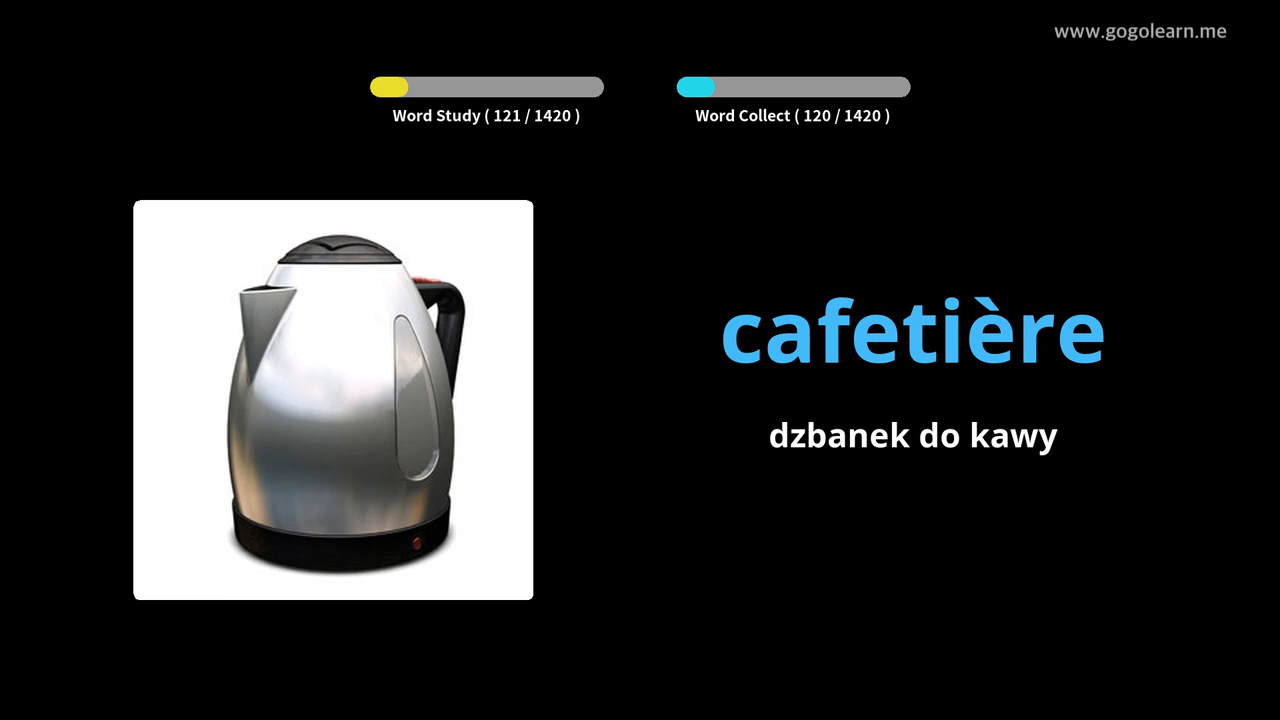 www.gogolearn.me
Word Study ( 121 / 1420 )
Word Collect ( 120 / 1420 )
cafetière
dzbanek do kawy